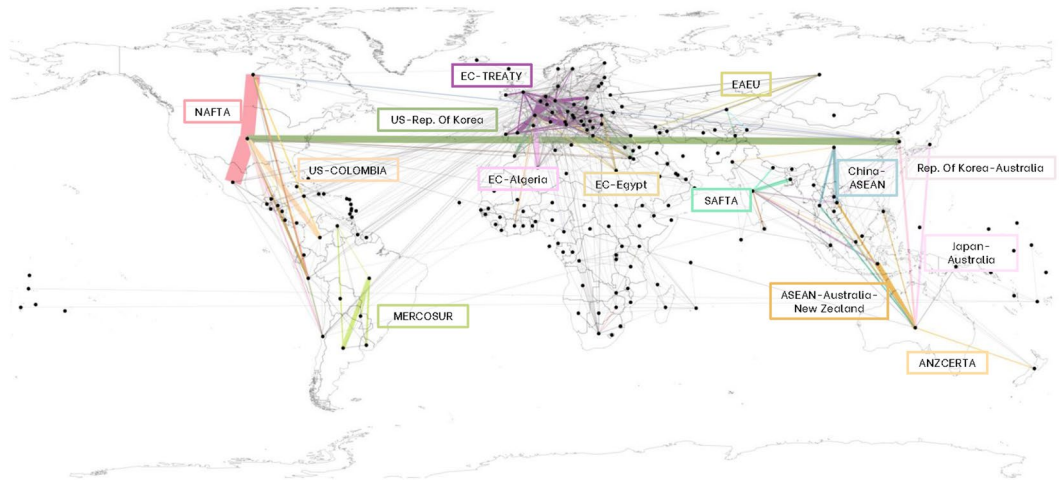 EC-TREATY
EAEU
NAFTA
US-Rep. Of Korea
US-COLOMBIA
EC-Algeria
EC-Egypt
China-
ASEAN
Rep. Of Korea-Australia
SAFTA
Japan-
Australia
ASEAN-Australia-
New Zealand
MERCOSUR
ANZCERTA